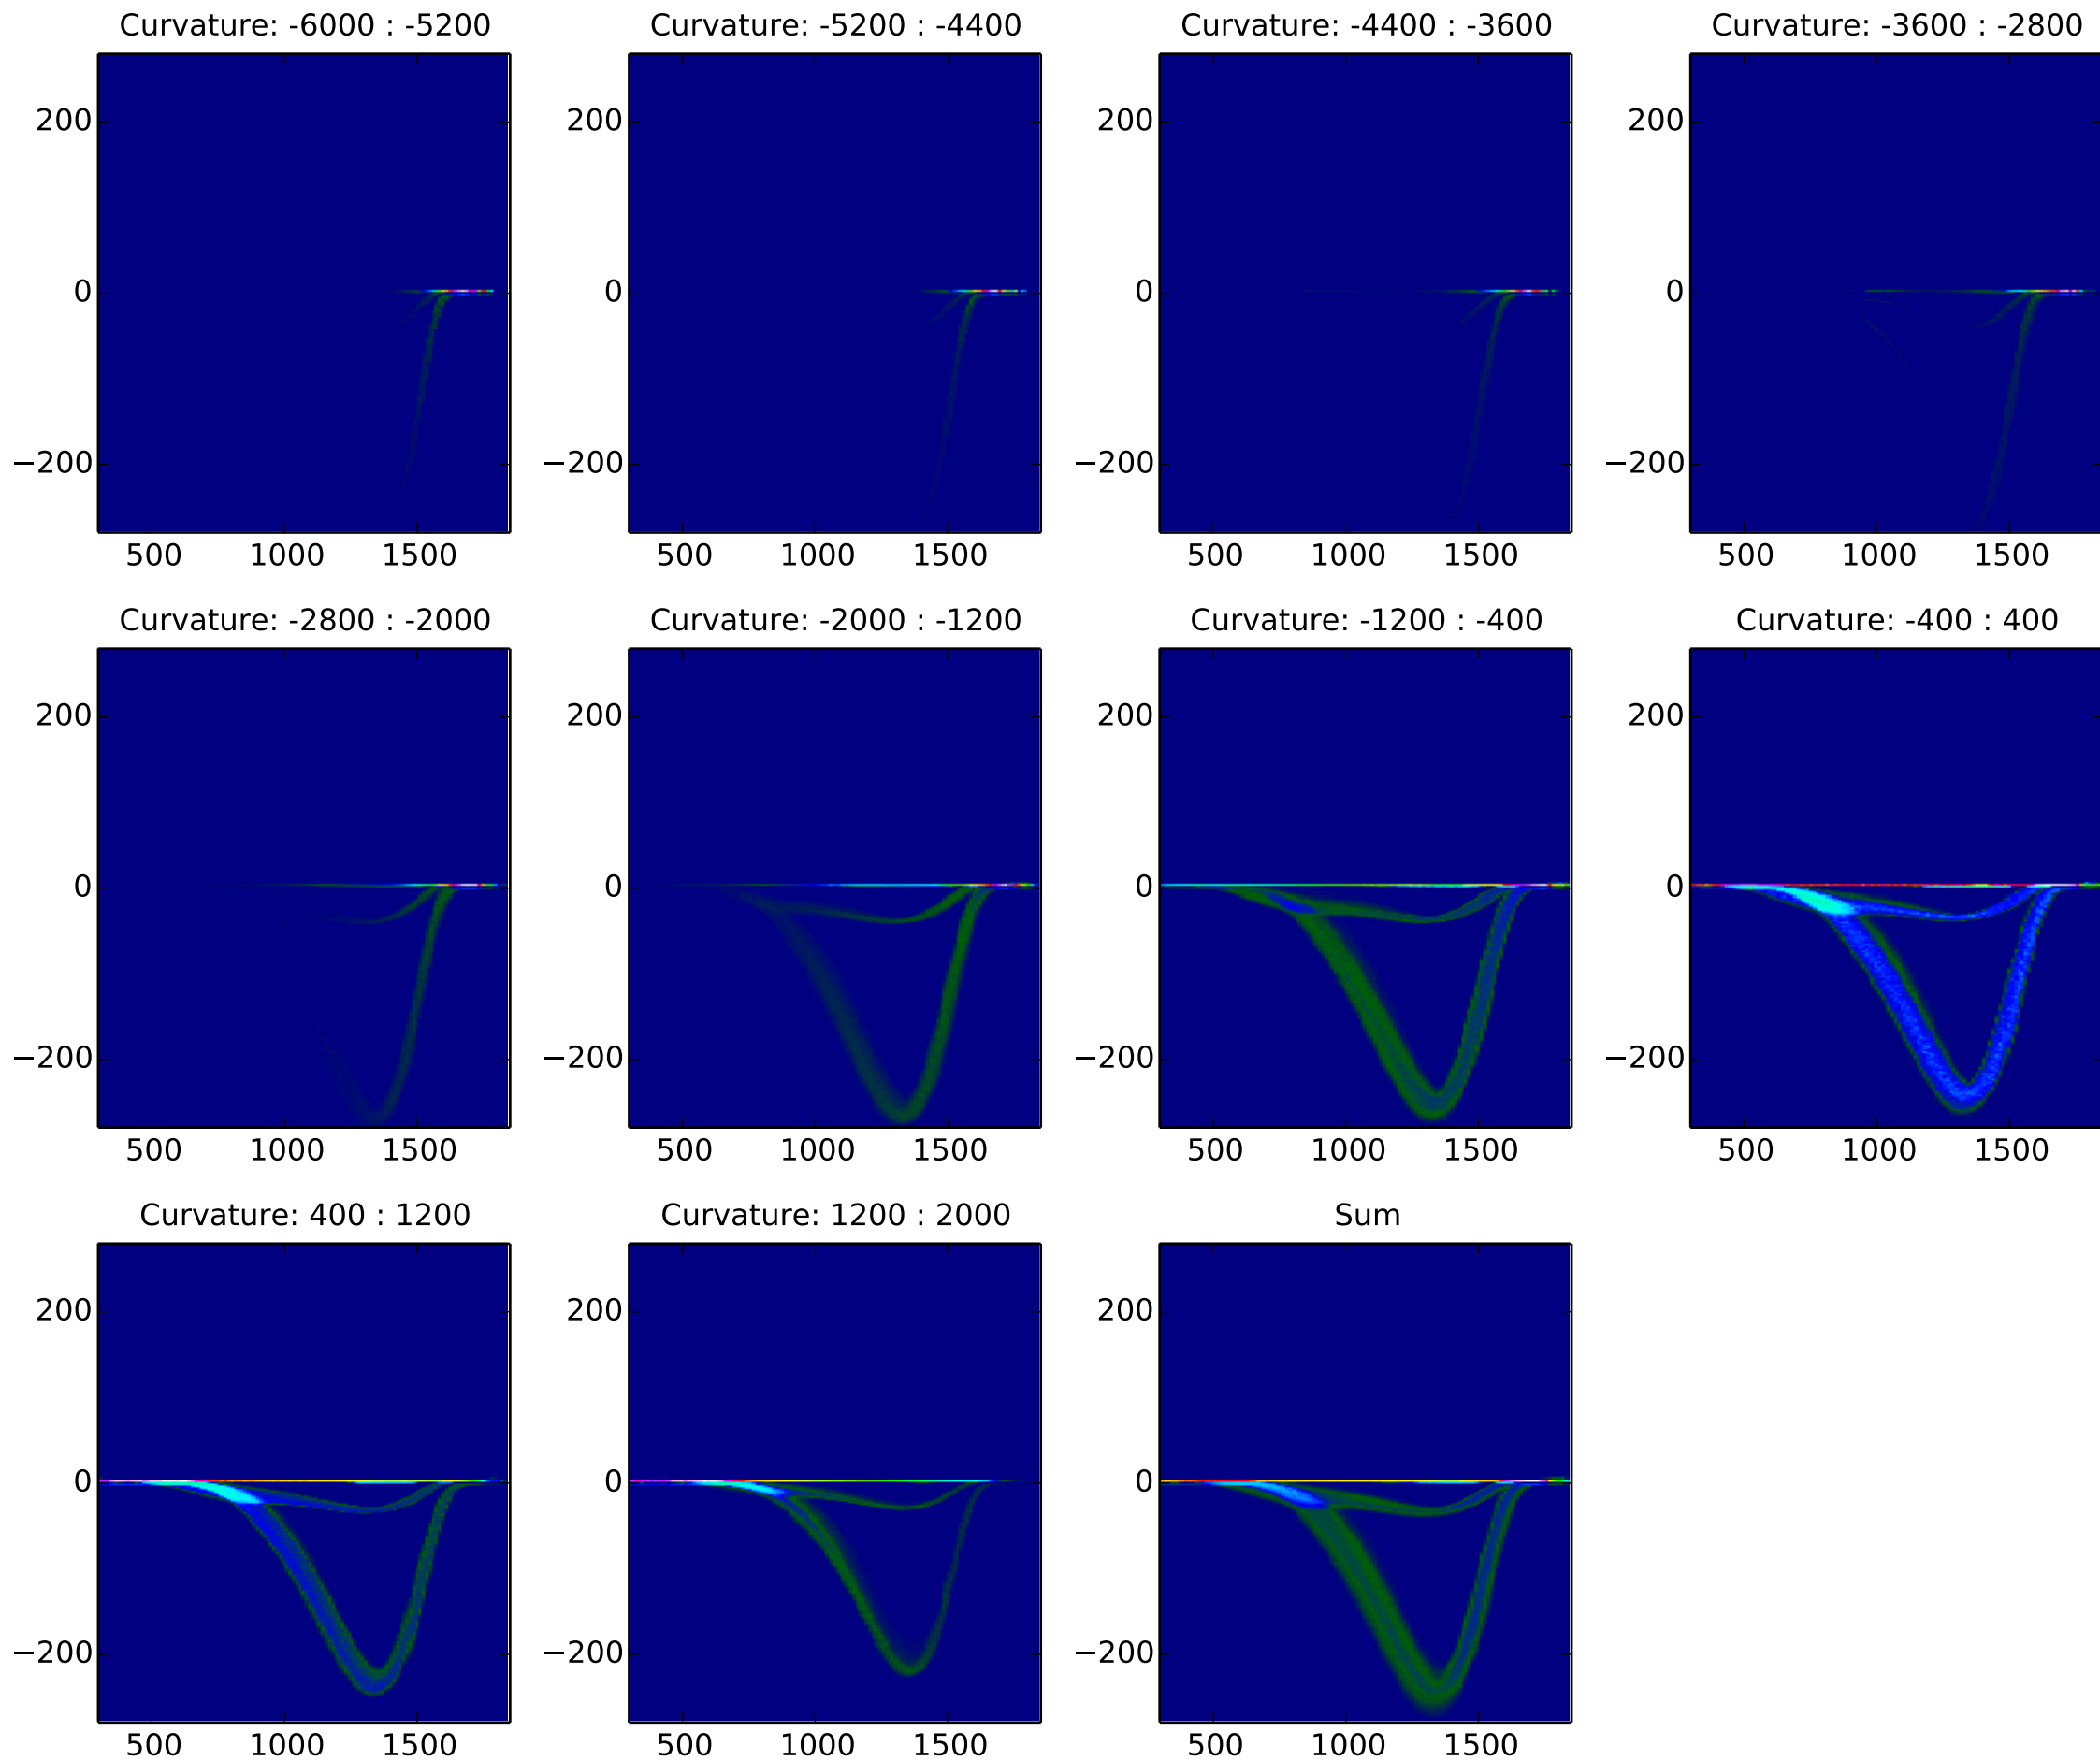 Curvature: -6000 : -5200
Curvature: -5200 : -4400
Curvature: -4400 : -3600
Curvature: -3600 : -2800
200 200 200 200
0 0 0 0
−200 −200 −200 −200
500 1000 1500 500 1000 1500 500 1000 1500 500 1000 1500
Curvature: -2800 : -2000
Curvature: -2000 : -1200
Curvature: -1200 : -400
Curvature: -400 : 400
200 200 200 200
0 0 0 0
−200 −200 −200 −200
500 1000 1500 500 1000 1500 500 1000 1500 500 1000 1500
Curvature: 400 : 1200
Curvature: 1200 : 2000
Sum
200 200 200
0 0 0
−200 −200 −200
500 1000 1500 500 1000 1500 500 1000 1500